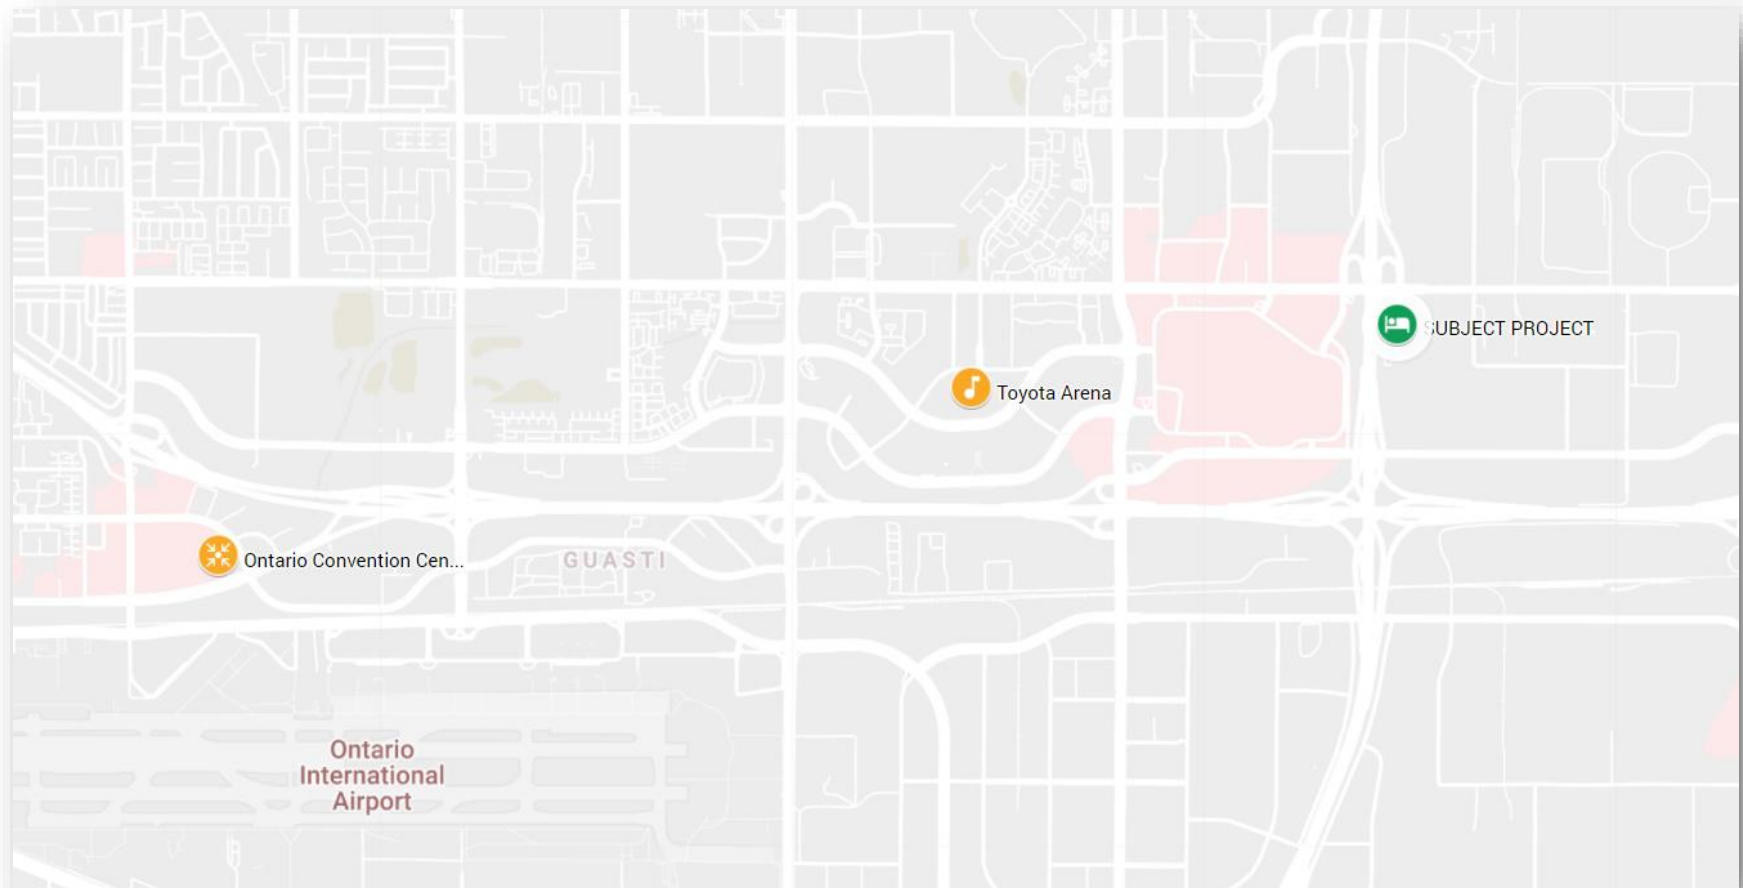 SUBJECT PROJECT
Toyota Arena
Ontario Convention Cen...
GUASTI
Ontario
International
Airport